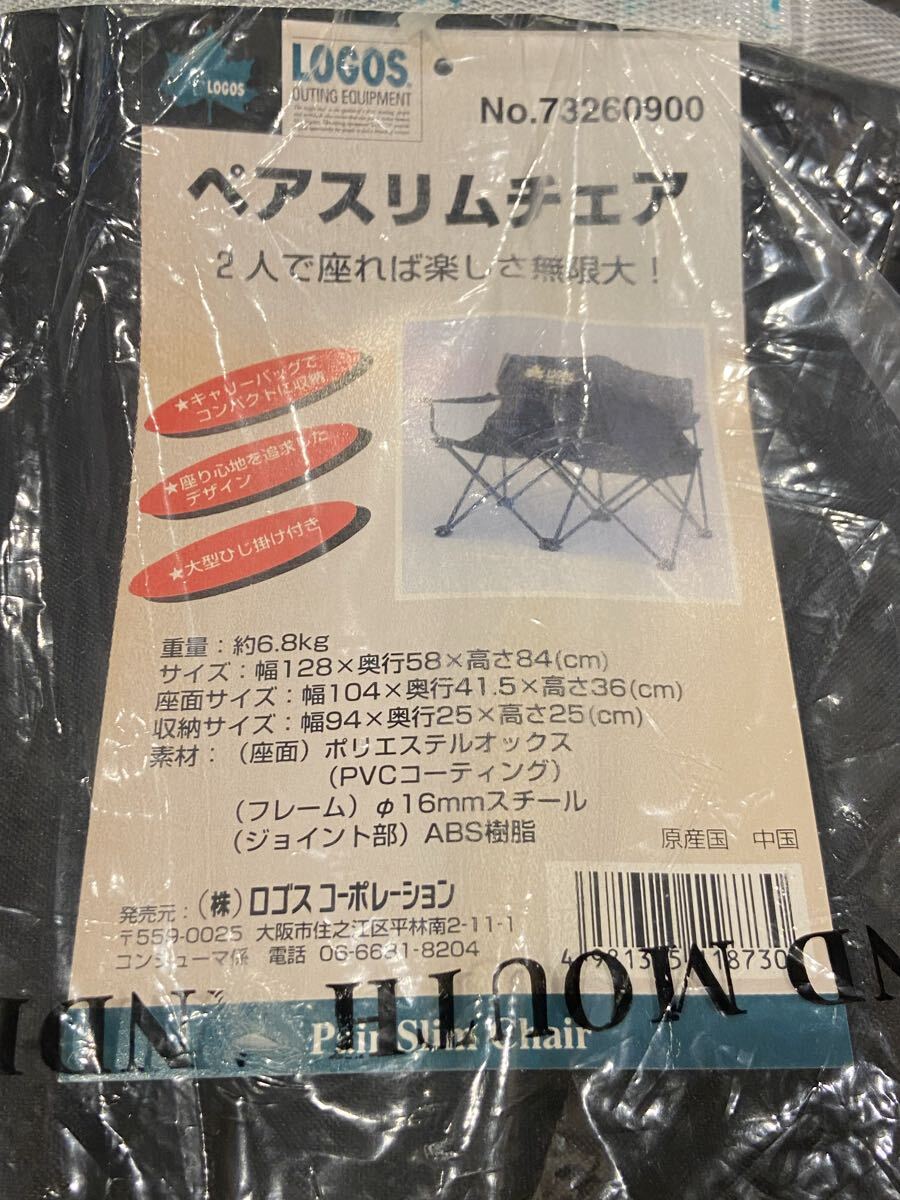 LOGOS
LOGOS
OUTING EQUIPMENT
No.73260900
ペアスリムチェア
2人で座れば楽しさ無限大！
★キャリーバッグで
コンパクトに収納
★座り心地を追求した
デザイン
★大型ひじ掛け付き
重量：約6.8kg
サイズ：幅128×奥行58×高さ84(cm)
座面サイズ：幅104×奥行41.5×高さ36(cm)
収納サイズ：幅94×奥行25×高さ25(cm)
素材：（座面）ポリエステルオックス
(PVCコーティング)
（フレーム）φ16mmスチール
（ジョイント部）ABS樹脂
原産国 中国
発売元：（株）ロゴス コーポレーション
〒559-0025 大阪市住之江区平林南2-11-1
コンシューマ係 電話 06-6681-8204
Pair Slim Chair
MOUTH